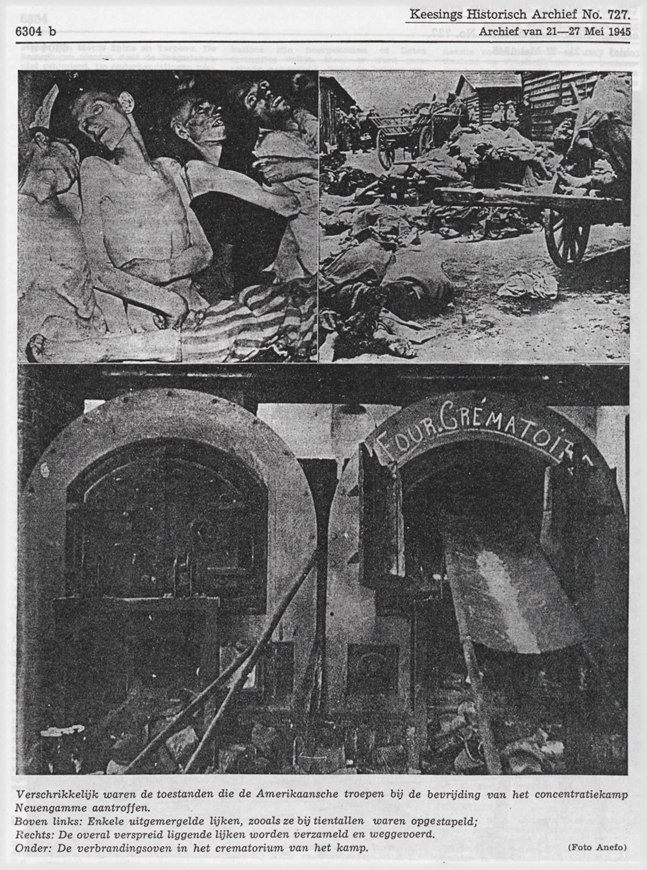 Keesings Historisch Archief No. 727.
6304 b
Archief van 21—27 Mei 1945
FOUR. CRÉMATOI
Verschrikkelijk waren de toestanden die de Amerikaansche troepen bij de bevrijding van het concentratiekamp
Neuengamme aantroffen.
Boven links: Enkele uitgemergelde lijken, zooals ze bij tientallen waren opgestapeld;
Rechts: De overal verspreid liggende lijken worden verzameld en weggevoerd.
Onder: De verbrandingsoven in het crematorium van het kamp.
(Foto Anefo)